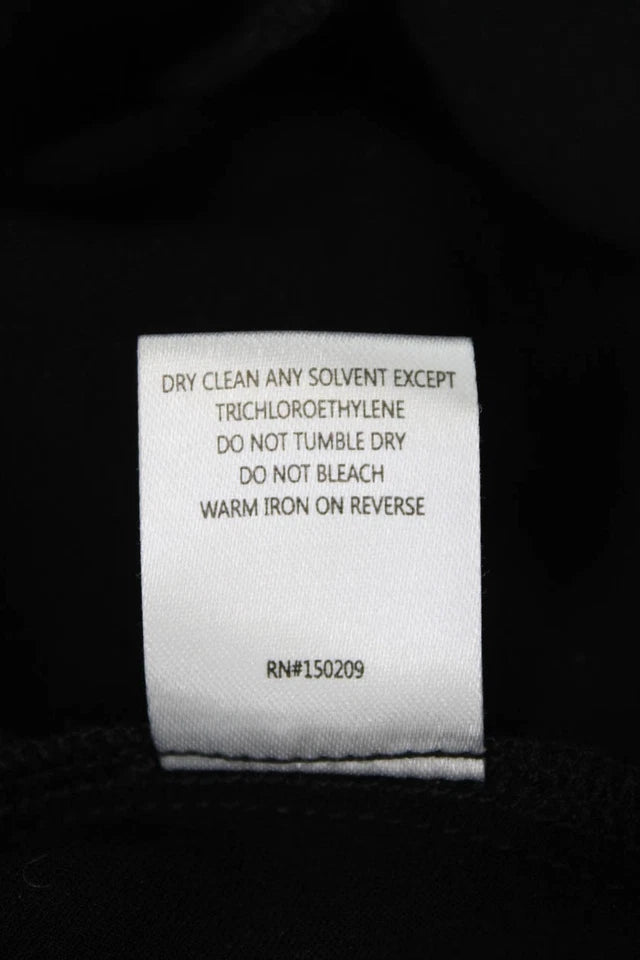 DRY CLEAN ANY SOLVENT EXCEPT
TRICHLOROETHYLENE
DO NOT TUMBLE DRY
DO NOT BLEACH
WARM IRON ON REVERSE
RN#150209